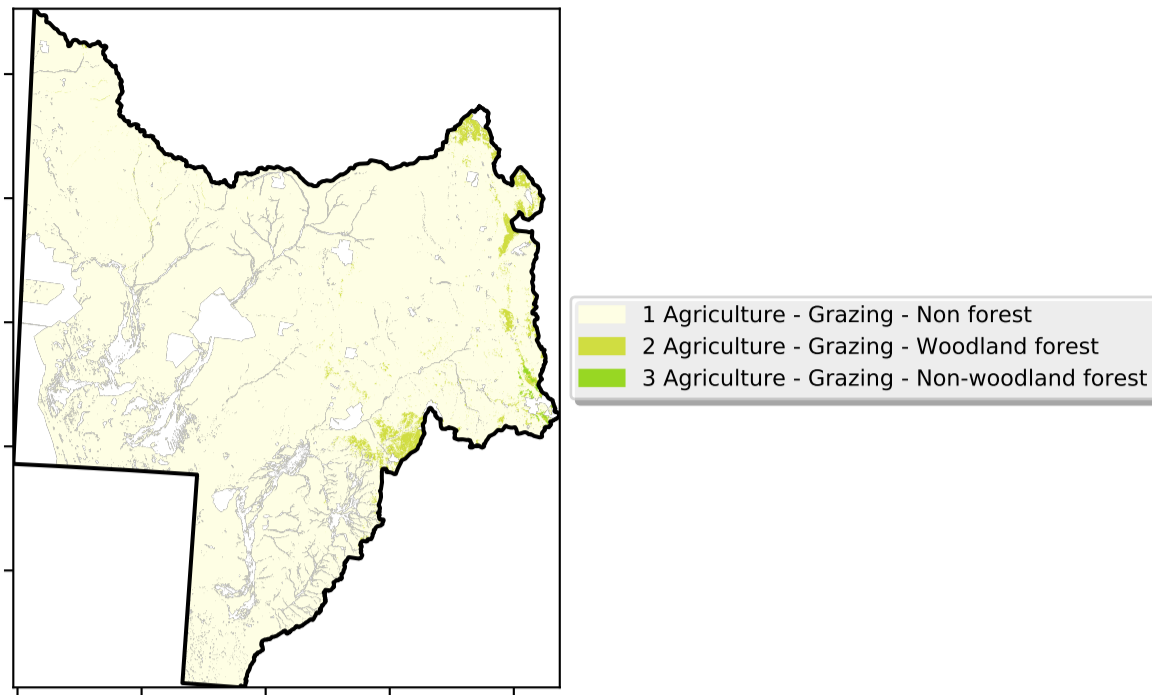 1 Agriculture - Grazing - Non forest
2 Agriculture - Grazing - Woodland forest
3 Agriculture - Grazing - Non-woodland forest